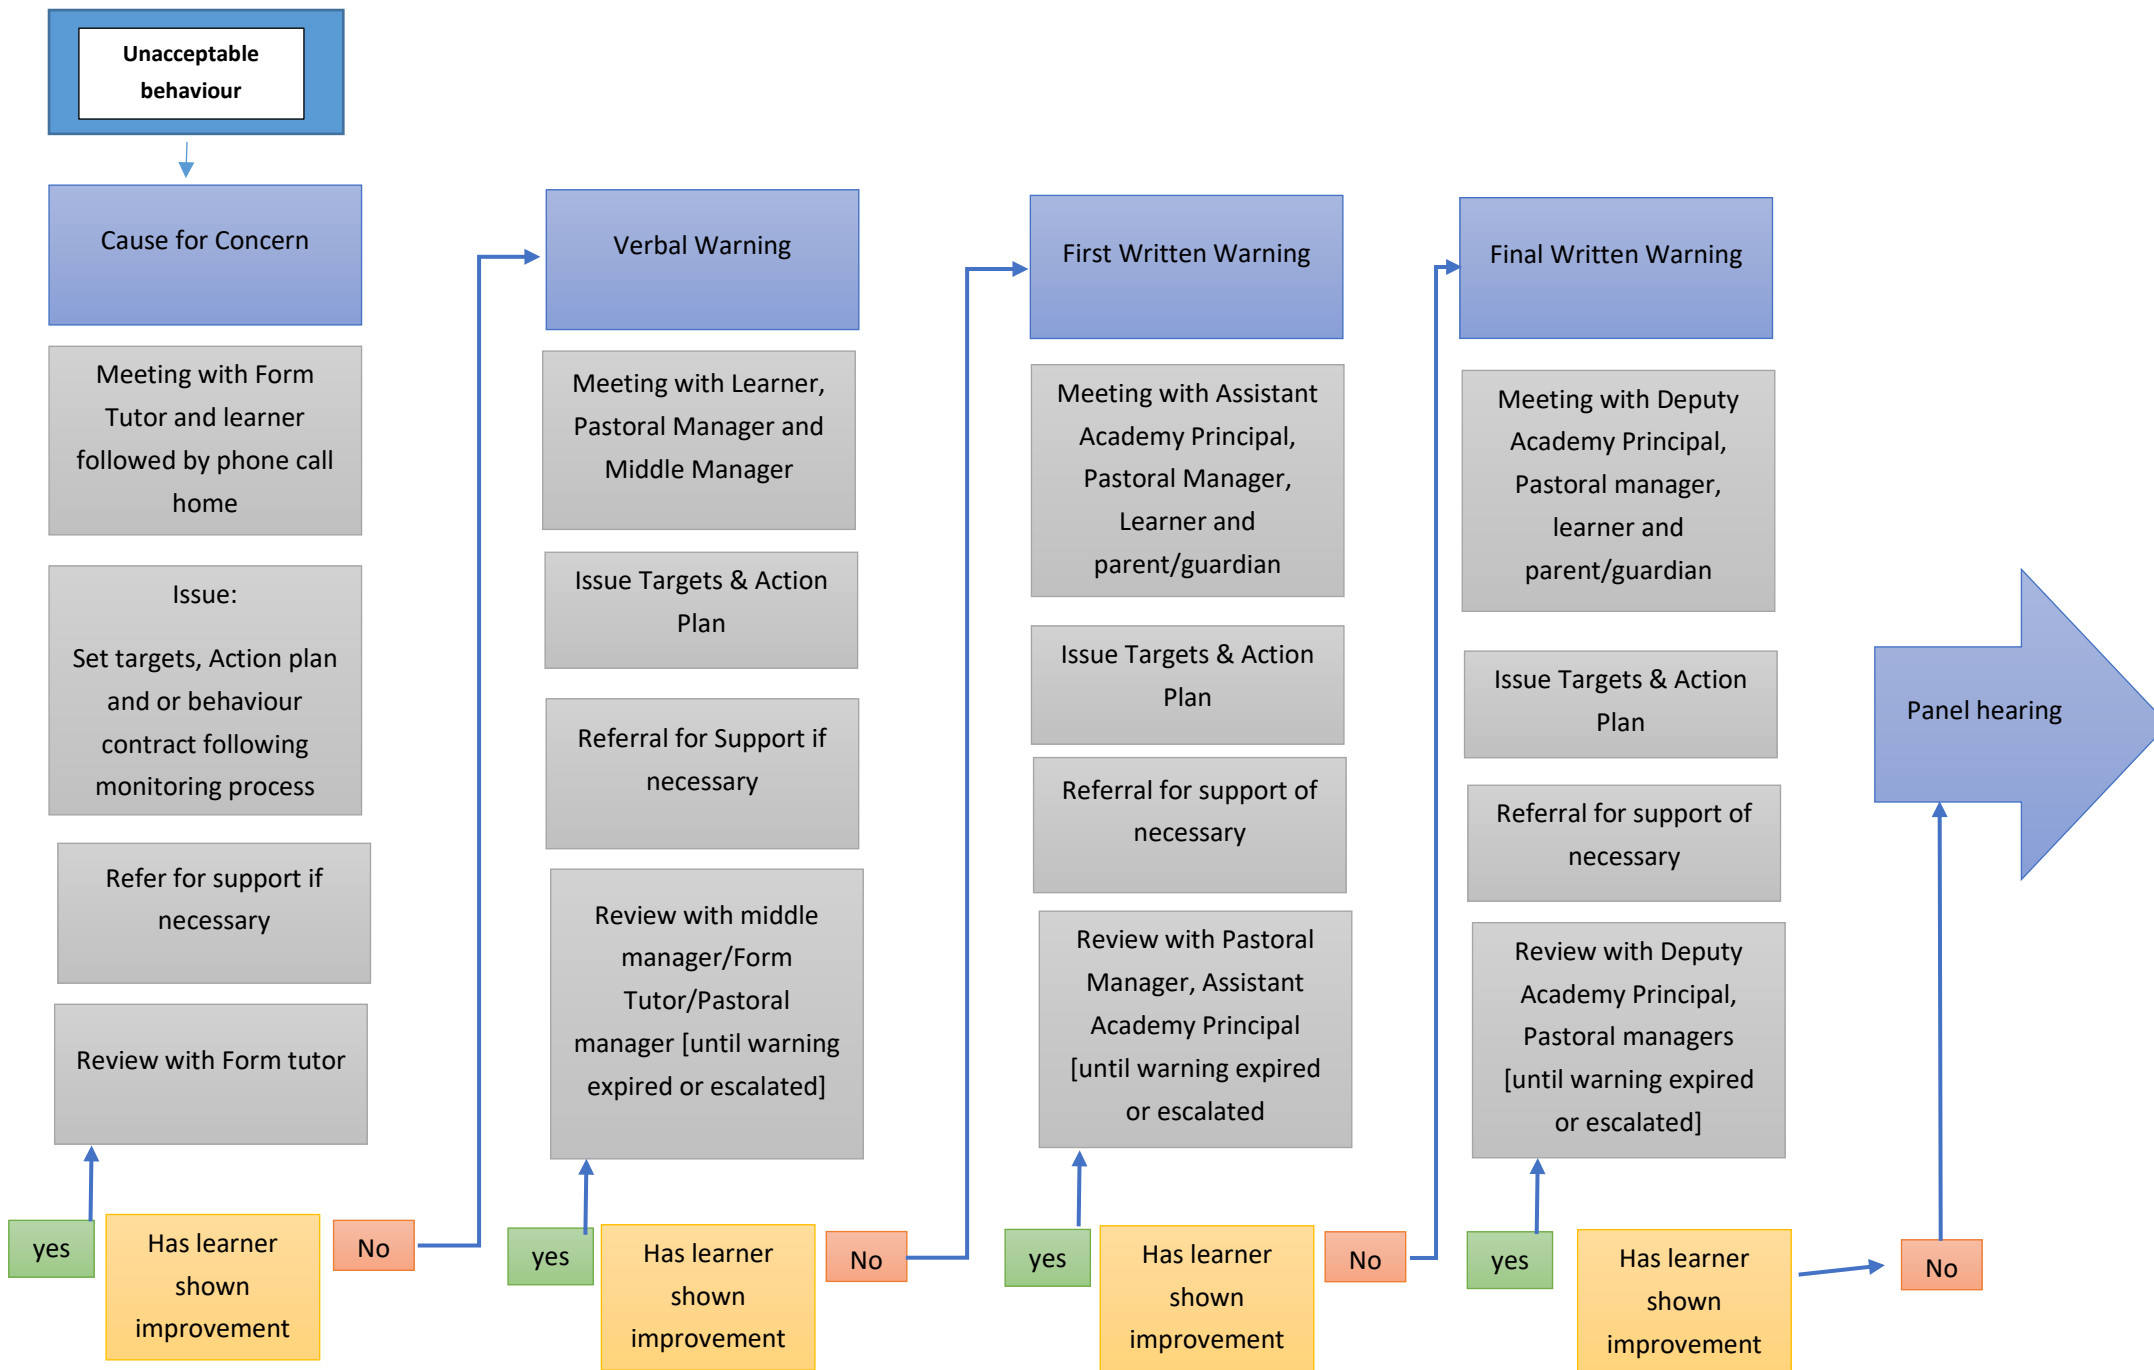 Unacceptable
behaviour
Cause for Concern
Meeting with Form
Tutor and learner
followed by phone call
home
Issue:
Set targets, Action plan
and or behaviour
contract following
monitoring process
Refer for support if
necessary
Review with Form tutor
yes
Has learner
shown
improvement
No
Verbal Warning
Meeting with Learner,
Pastoral Manager and
Middle Manager
Issue Targets & Action
Plan
Referral for Support if
necessary
Review with middle
manager/Form
Tutor/Pastoral
manager [until warning
expired or escalated]
yes
Has learner
shown
improvement
No
First Written Warning
Meeting with Assistant
Academy Principal,
Pastoral Manager,
Learner and
parent/guardian
Issue Targets & Action
Plan
Referral for support of
necessary
Review with Pastoral
Manager, Assistant
Academy Principal
[until warning expired
or escalated
yes
Has learner
shown
improvement
No
Final Written Warning
Meeting with Deputy
Academy Principal,
Pastoral manager,
learner and
parent/guardian
Issue Targets & Action
Plan
Referral for support of
necessary
Review with Deputy
Academy Principal,
Pastoral managers
[until warning expired
or escalated]
yes
Has learner
shown
improvement
No
Panel hearing